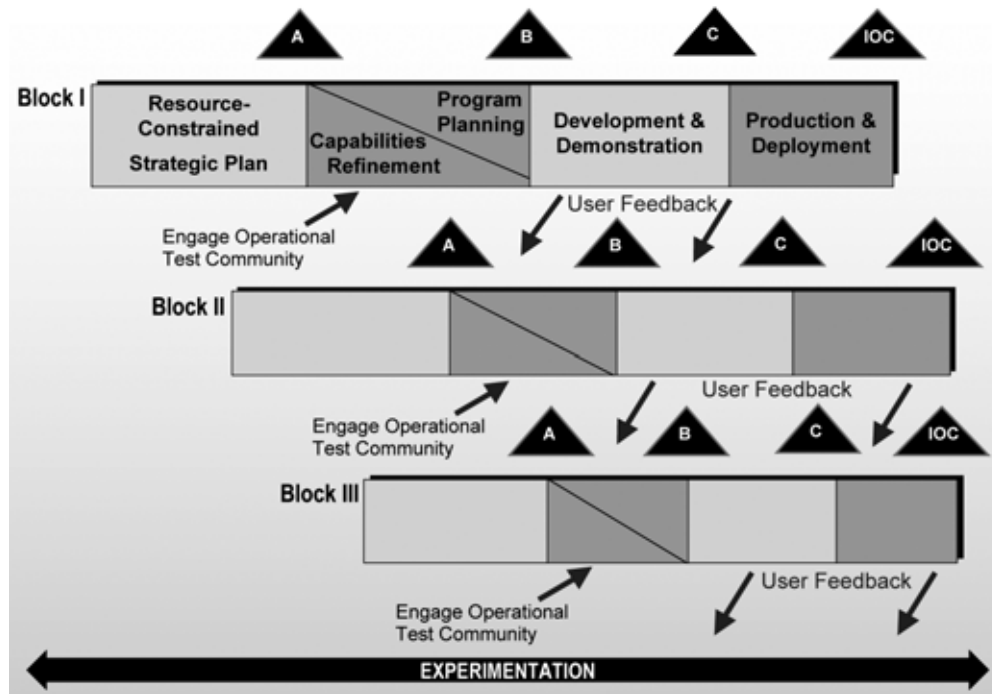 A
B
C
IOC
Block I
Resource-
Constrained
Strategic Plan
Capabilities
Refinement
Program
Planning
Development &
Demonstration
Production &
Deployment
Engage Operational
Test Community
User Feedback
A
B
C
IOC
Block II
Engage Operational
Test Community
User Feedback
A
B
C
IOC
Block III
Engage Operational
Test Community
User Feedback
EXPERIMENTATION